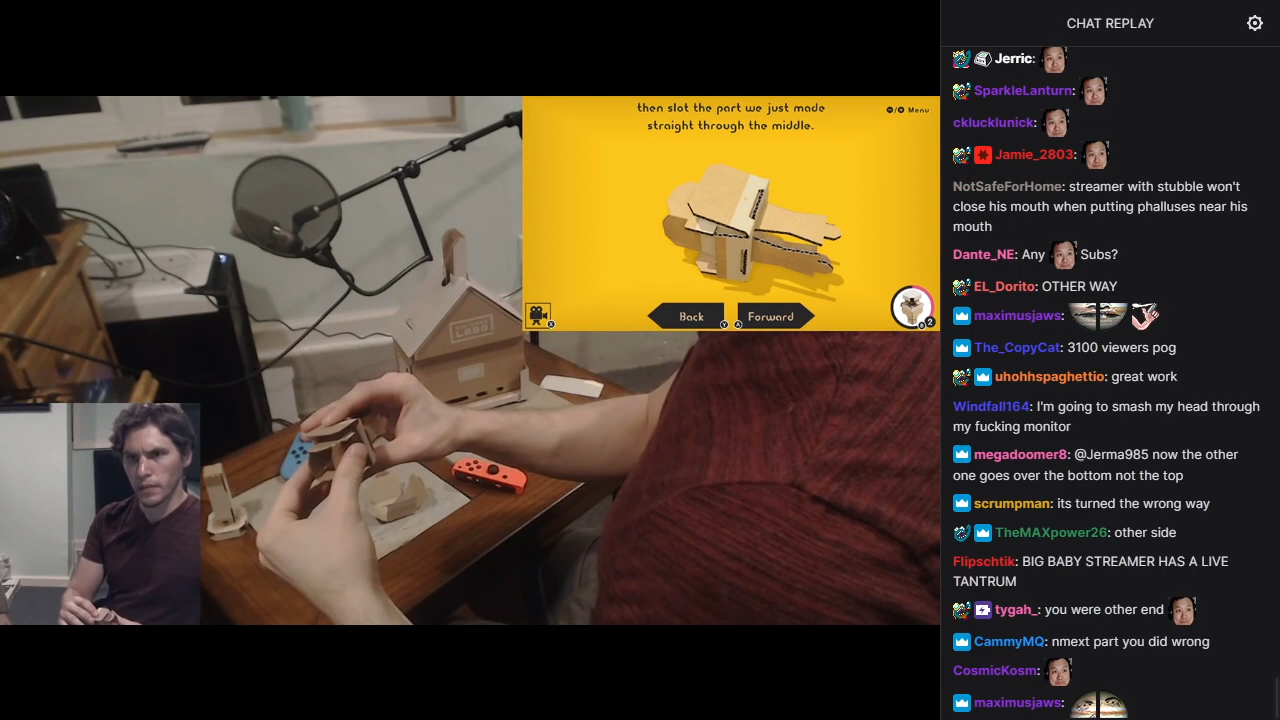 then slot the part we just made
straight through the middle.
⊖/⊕ Menu
Back
Y
Forward
A
X
B 2
NINTENDO
LABO
CHAT REPLAY
Jerric:
SparkleLanturn:
cklucklunick:
Jamie_2803:
NotSafeForHome: streamer with stubble won't
close his mouth when putting phalluses near his
mouth
Dante_NE: Any Subs?
EL_Dorito: OTHER WAY
maximusjaws:
The_CopyCat: 3100 viewers pog
uhohhspaghettio: great work
Windfall164: I'm going to smash my head through
my fucking monitor
megadoomer8: @Jerma985 now the other
one goes over the bottom not the top
scrumpman: its turned the wrong way
TheMAXpower26: other side
Flipschtik: BIG BABY STREAMER HAS A LIVE
TANTRUM
tygah_: you were other end
CammyMQ: nmext part you did wrong
CosmicKosm:
maximusjaws: